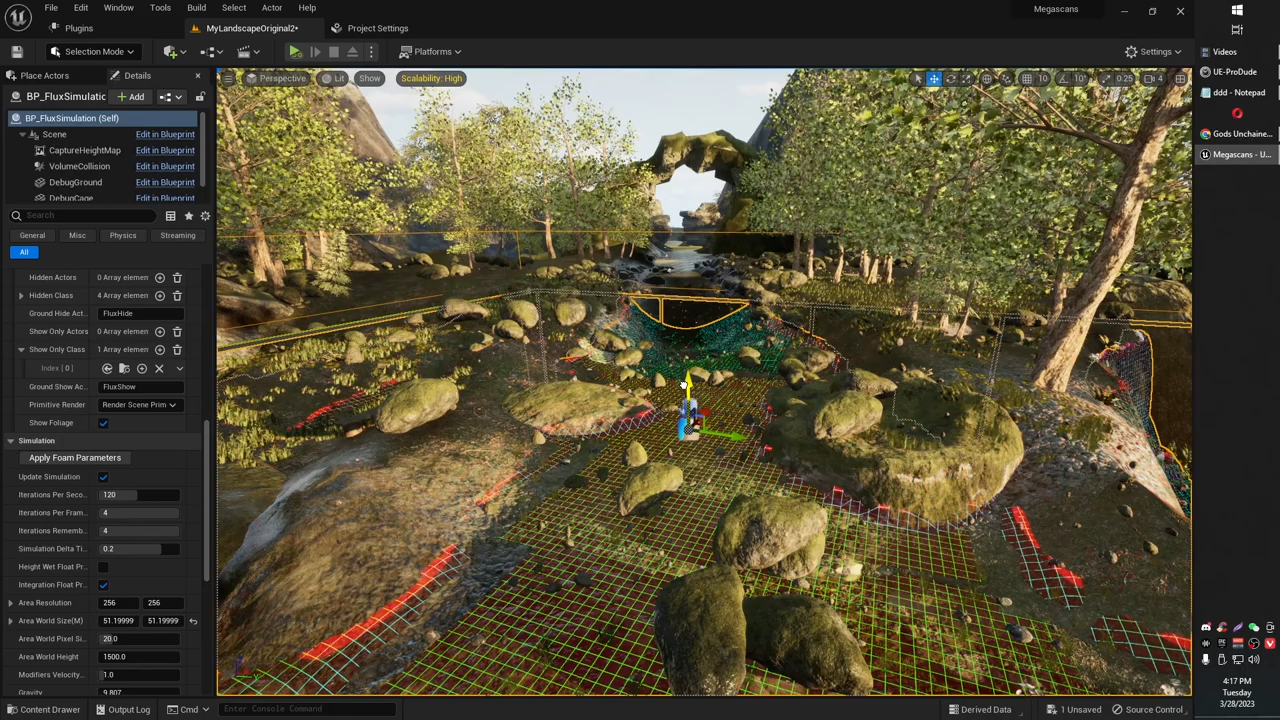 File Edit Window Tools Build Select Actor Help
Megascans
Plugins
MyLandscapeOriginal2*
Project Settings
Selection Mode
Platforms
Settings
Place Actors
Details
Perspective
Lit
Show
Scalability: High
10
10°
0.25
4
BP_FluxSimulatic
Add
BP_FluxSimulation (Self)
Scene Edit in Blueprint
CaptureHeightMap Edit in Blueprint
VolumeCollision Edit in Blueprint
DebugGround Edit in Blueprint
DebugCage Edit in Blueprint
Search
General Misc Physics Streaming
All
Hidden Actors 0 Array elemen
Hidden Class 4 Array elemen
Ground Hide Act.. FluxHide
Show Only Actors 0 Array elemen
Show Only Class 1 Array elemen
Index [ 0 ]
Ground Show Ac.. FluxShow
Primitive Render Render Scene Prim
Show Foliage
Simulation
Apply Foam Parameters
Update Simulation
Iterations Per Seco.. 120
Iterations Per Fram.. 4
Iterations Rememb.. 4
Simulation Delta Ti.. 0.2
Height Wet Float Pr..
Integration Float Pr..
Area Resolution 256 256
Area World Size(M) 51.19999 51.19999
Area World Pixel Si.. 20.0
Area World Height 1500.0
Modifiers Velocity.. 1.0
Gravity 9.807
Content Drawer
Output Log
Cmd
Enter Console Command
Derived Data
1 Unsaved
Source Control
Videos
UE-ProDude
ddd - Notepad
Gods Unchaine...
Megascans - U...
4:17 PM
Tuesday
3/28/2023